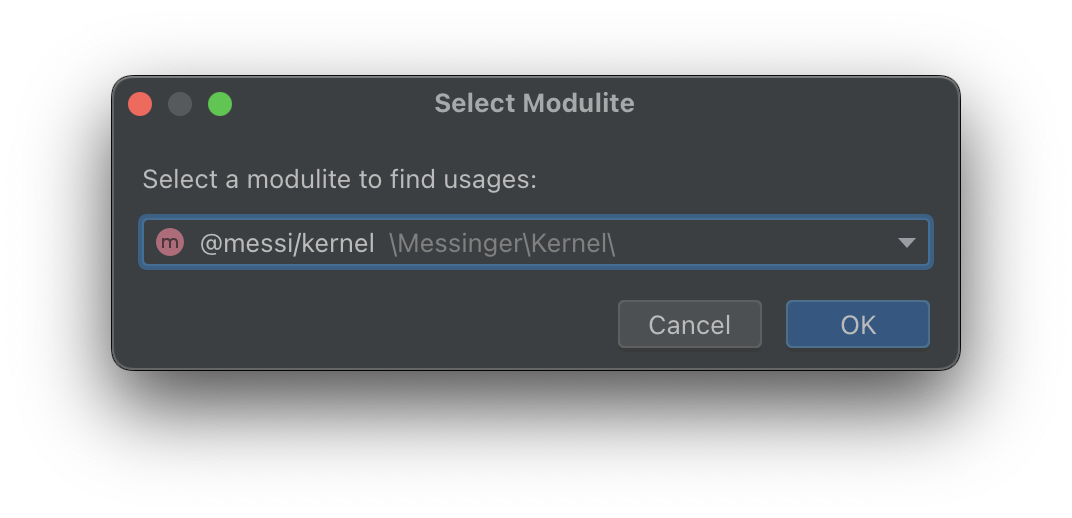 Select Modulite
Select a modulite to find usages:
m @messi/kernel \Messinger\Kernel\
Cancel OK